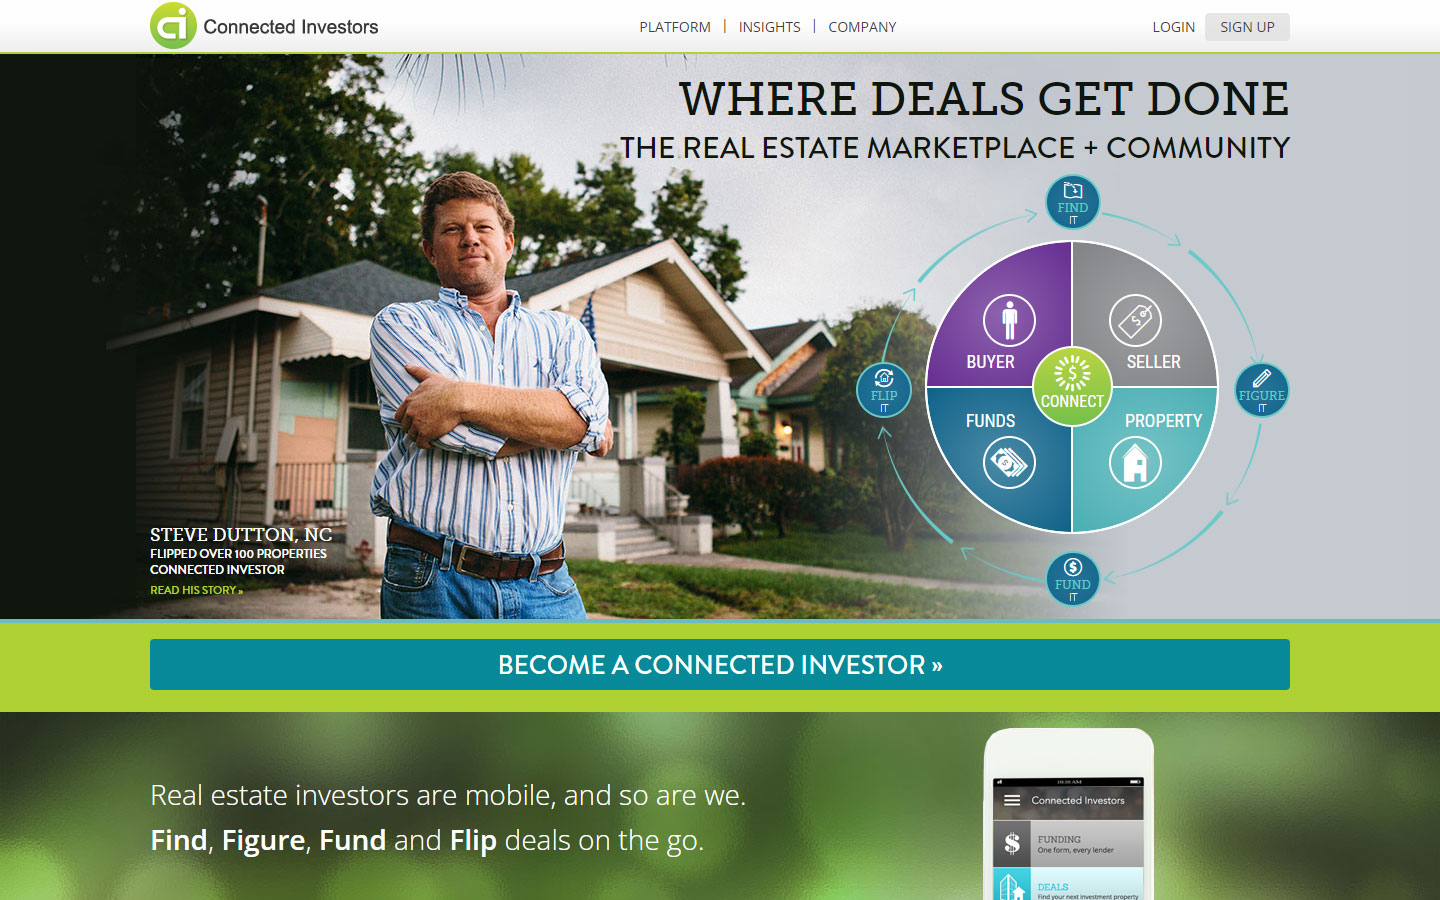 ci Connected Investors
PLATFORM | INSIGHTS | COMPANY
LOGIN SIGN UP
WHERE DEALS GET DONE
THE REAL ESTATE MARKETPLACE + COMMUNITY
FIND
IT
BUYER
SELLER
$
CONNECT
FLIP
IT
FIGURE
IT
FUNDS
PROPERTY
FUND
IT
STEVE DUTTON, NC
FLIPPED OVER 100 PROPERTIES
CONNECTED INVESTOR
READ HIS STORY »
BECOME A CONNECTED INVESTOR »
Real estate investors are mobile, and so are we.
Find, Figure, Fund and Flip deals on the go.
Connected Investors
$ FUNDING
One form, every lender
DEALS
Find your next investment property